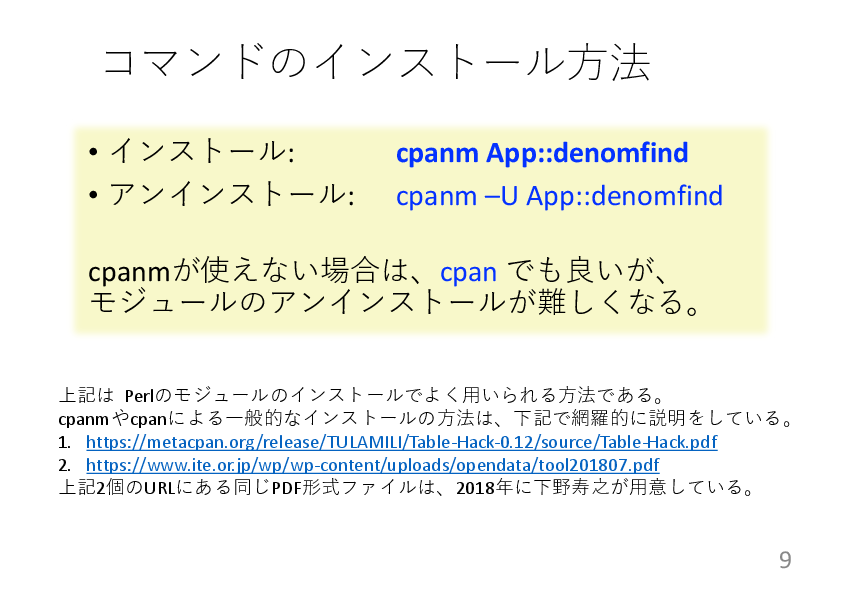 コマンドのインストール方法
• インストール: cpanm App::denomfind
• アンインストール: cpanm –U App::denomfind
cpanmが使えない場合は、cpan でも良いが、
モジュールのアンインストールが難しくなる。
上記は Perlのモジュールのインストールでよく用いられる方法である。
cpanmやcpanによる一般的なインストールの方法は、下記で網羅的に説明をしている。
1. https://metacpan.org/release/TULAMILI/Table-Hack-0.12/source/Table-Hack.pdf
2. https://www.ite.or.jp/wp/wp-content/uploads/opendata/tool201807.pdf
上記2個のURLにある同じPDF形式ファイルは、2018年に下野寿之が用意している。
9